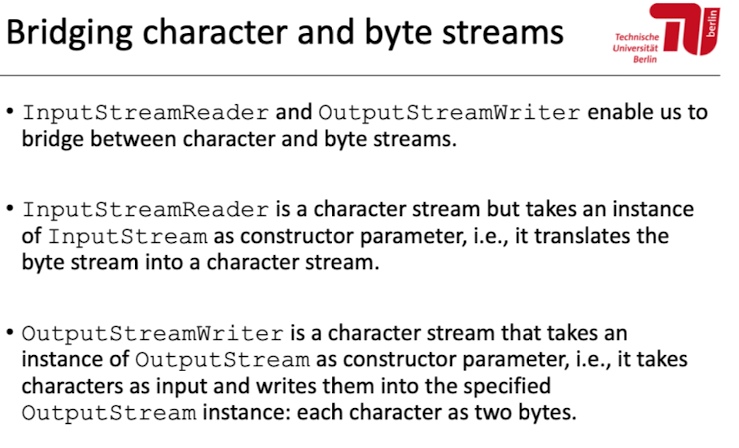 Bridging character and byte streams
Technische
Universität
Berlin
berlin
• InputStreamReader and OutputStreamWriter enable us to
bridge between character and byte streams.
• InputStreamReader is a character stream but takes an instance
of InputStream as constructor parameter, i.e., it translates the
byte stream into a character stream.
• OutputStreamWriter is a character stream that takes an
instance of OutputStream as constructor parameter, i.e., it takes
characters as input and writes them into the specified
OutputStream instance: each character as two bytes.